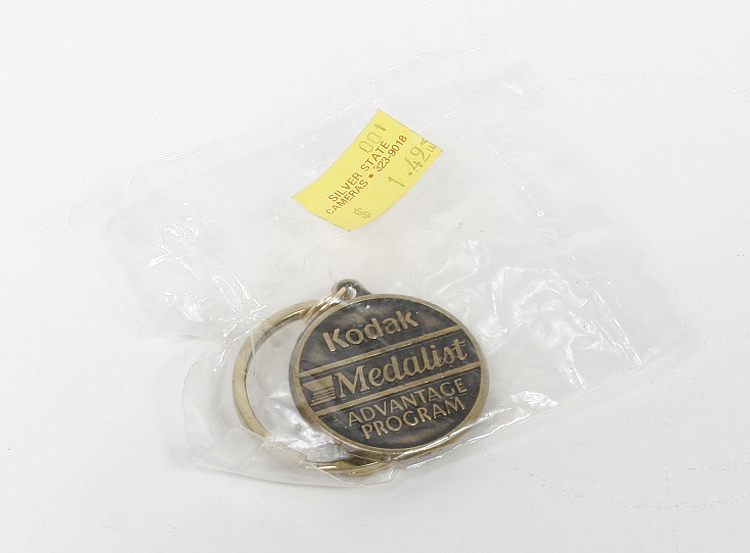 001
SILVER STATE
CAMERAS • 323-9018
$ 1.49
Kodak
Medalist
ADVANTAGE
PROGRAM